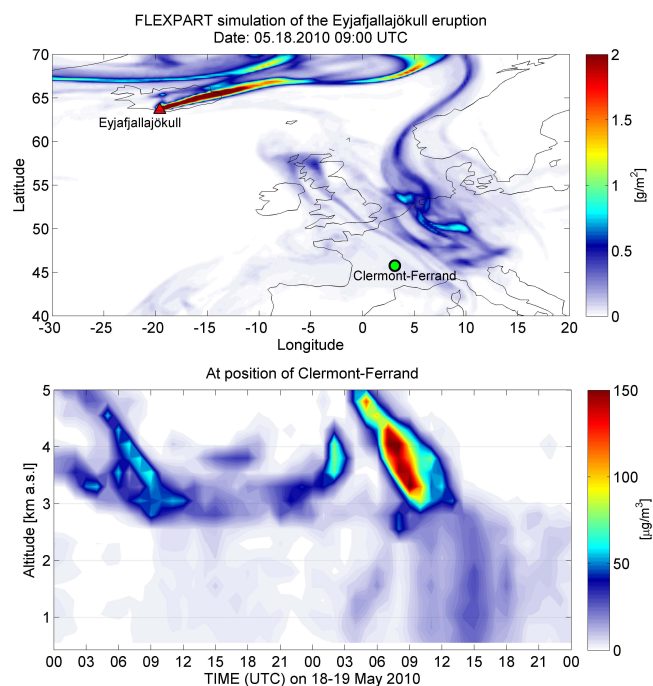 FLEXPART simulation of the Eyjafjallajökull eruption
Date: 05.18.2010 09:00 UTC
70
65
60
55
50
45
40
Latitude
Eyjafjallajökull
Clermont-Ferrand
-30 -25 -20 -15 -10 -5 0 5 10 15 20
Longitude
2
1.5
1
0.5
0
[g/m²]
At position of Clermont-Ferrand
5
4
3
2
1
Altitude [km a.s.l]
00 03 06 09 12 15 18 21 00 03 06 09 12 15 18 21 00
TIME (UTC) on 18-19 May 2010
150
100
50
0
[µg/m³]